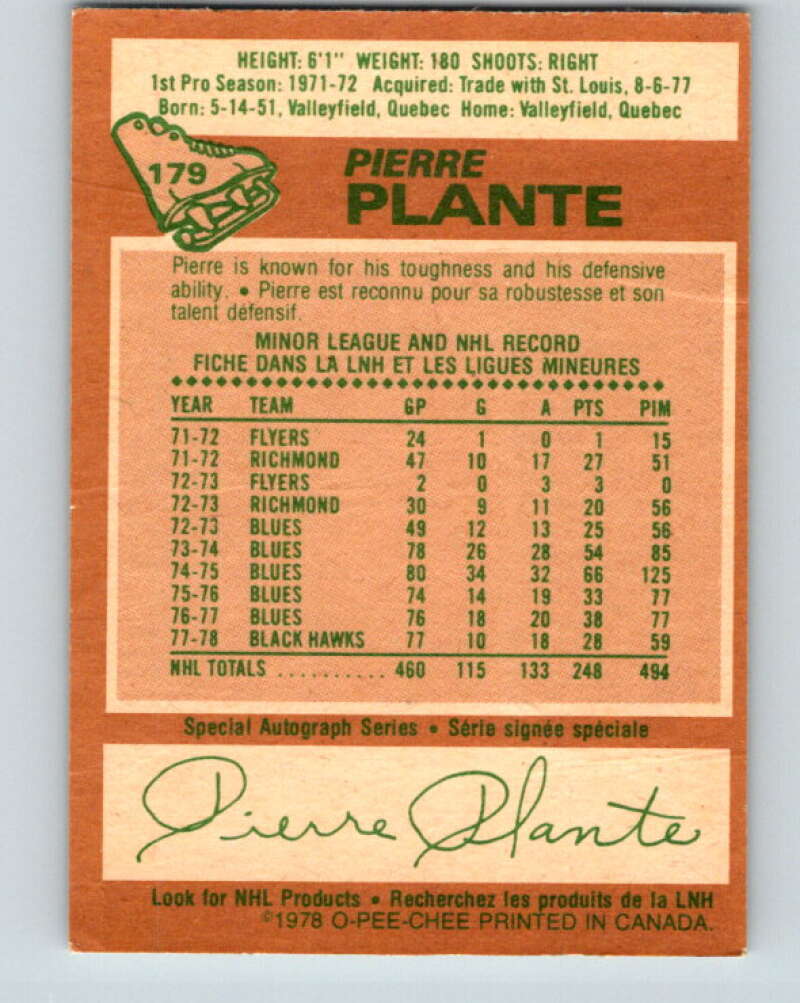 HEIGHT: 6'1" WEIGHT: 180 SHOOTS: RIGHT
1st Pro Season: 1971-72 Acquired: Trade with St. Louis, 8-6-77
Born: 5-14-51, Valleyfield, Quebec Home: Valleyfield, Quebec
179
PIERRE
PLANTE
Pierre is known for his toughness and his defensive
ability. • Pierre est reconnu pour sa robustesse et son
talent défensif.
MINOR LEAGUE AND NHL RECORD
FICHE DANS LA LNH ET LES LIGUES MINEURES
YEAR TEAM GP G A PTS PIM
71-72 FLYERS 24 1 0 1 15
71-72 RICHMOND 47 10 17 27 51
72-73 FLYERS 2 0 3 3 0
72-73 RICHMOND 30 9 11 20 56
72-73 BLUES 49 12 13 25 56
73-74 BLUES 78 26 28 54 85
74-75 BLUES 80 34 32 66 125
75-76 BLUES 74 14 19 33 77
76-77 BLUES 76 18 20 38 77
77-78 BLACK HAWKS 77 10 18 28 59
NHL TOTALS .......... 460 115 133 248 494
Special Autograph Series • Série signée spéciale
Pierre Plante
Look for NHL Products • Recherchez les produits de la LNH
©1978 O-PEE-CHEE PRINTED IN CANADA.